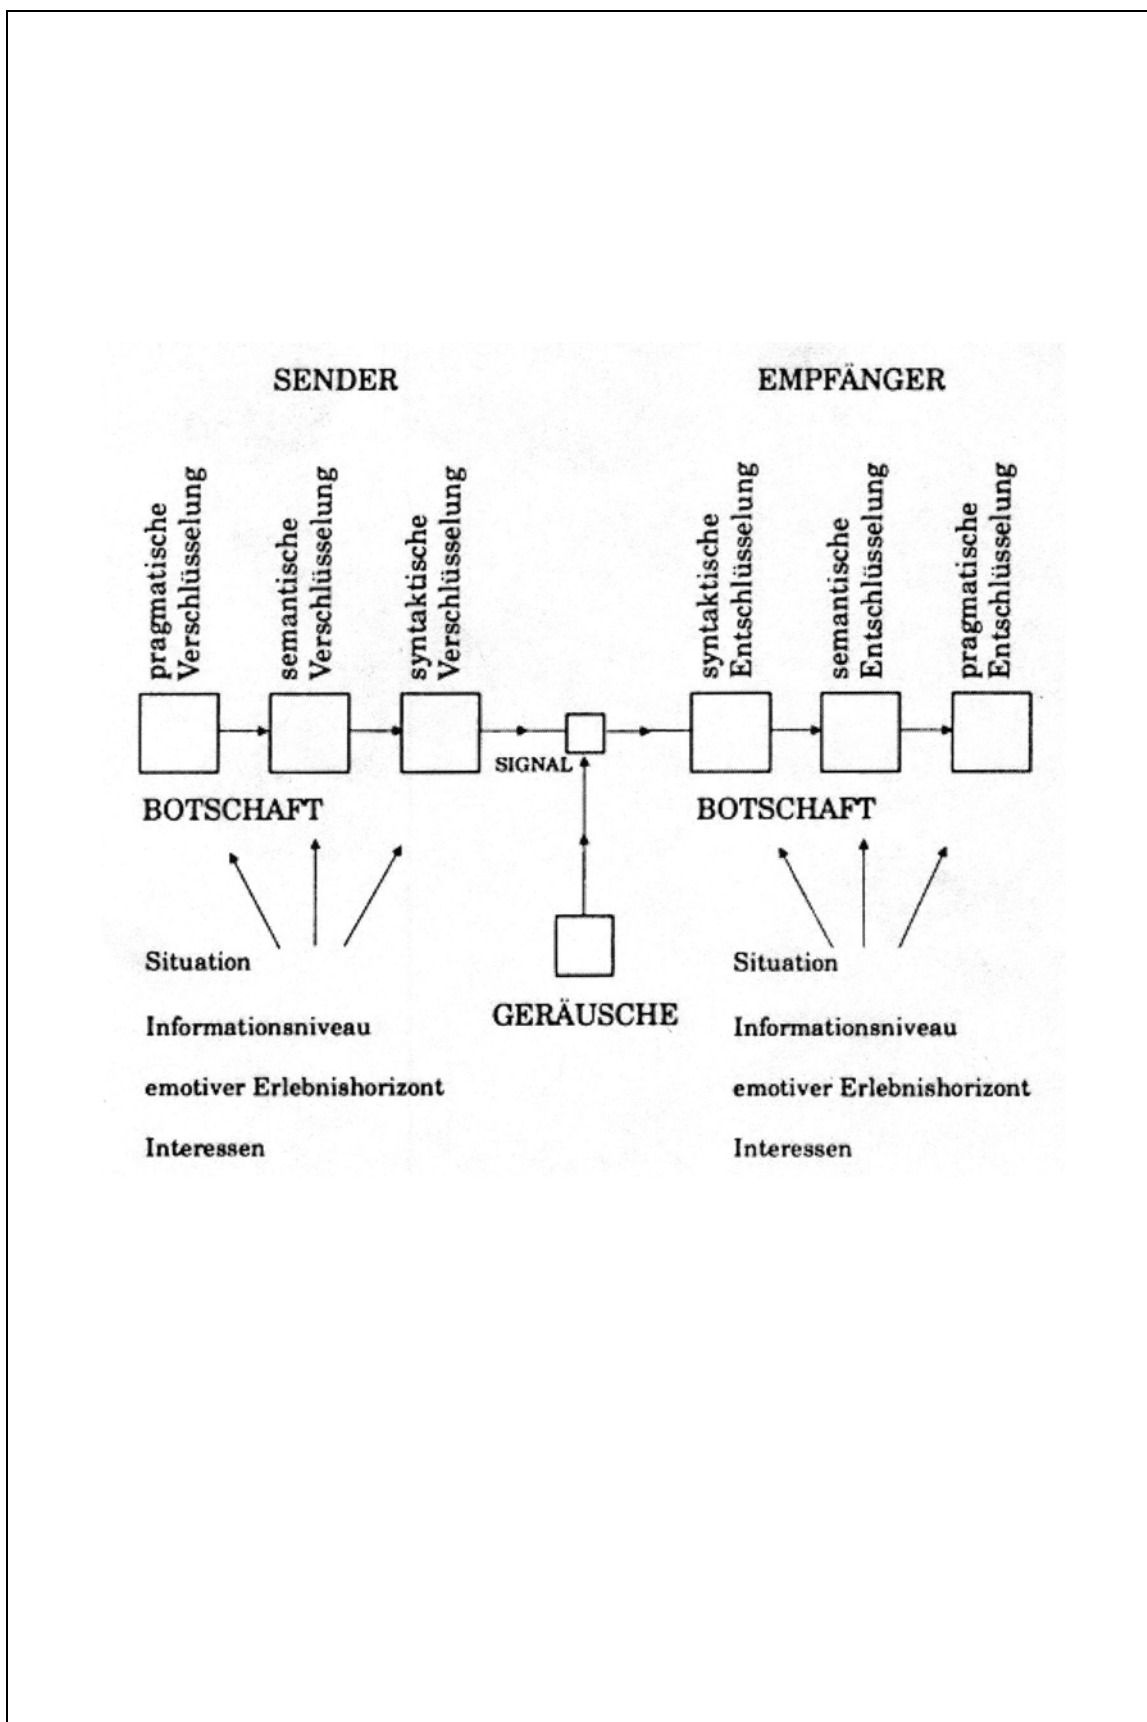 SENDER
EMPFÄNGER
pragmatische
Verschlüsselung
semantische
Verschlüsselung
syntaktische
Verschlüsselung
syntaktische
Entschlüsselung
semantische
Entschlüsselung
pragmatische
Entschlüsselung
SIGNAL
BOTSCHAFT
BOTSCHAFT
Situation
Informationsniveau
emotiver Erlebnishorizont
Interessen
GERÄUSCHE
Situation
Informationsniveau
emotiver Erlebnishorizont
Interessen